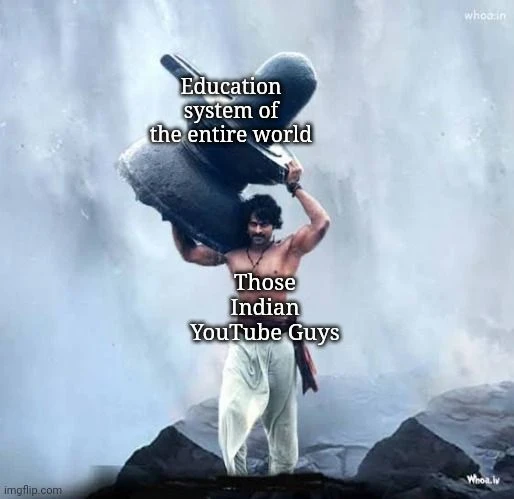 whoa.in
Education
system of
the entire world
Those
Indian
YouTube Guys
Whoa.in
imgflip.com